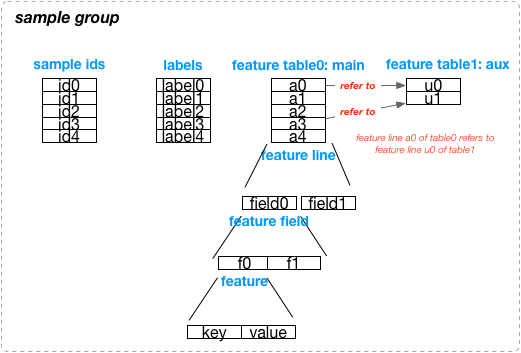 sample group
sample ids
labels
feature table0: main
feature table1: aux
id0
id1
id2
id3
id4
label0
label1
label2
label3
label4
a0
a1
a2
a3
a4
refer to
refer to
u0
u1
feature line a0 of table0 refers to
feature line u0 of table1
feature line
field0
field1
feature field
f0
f1
feature
key
value